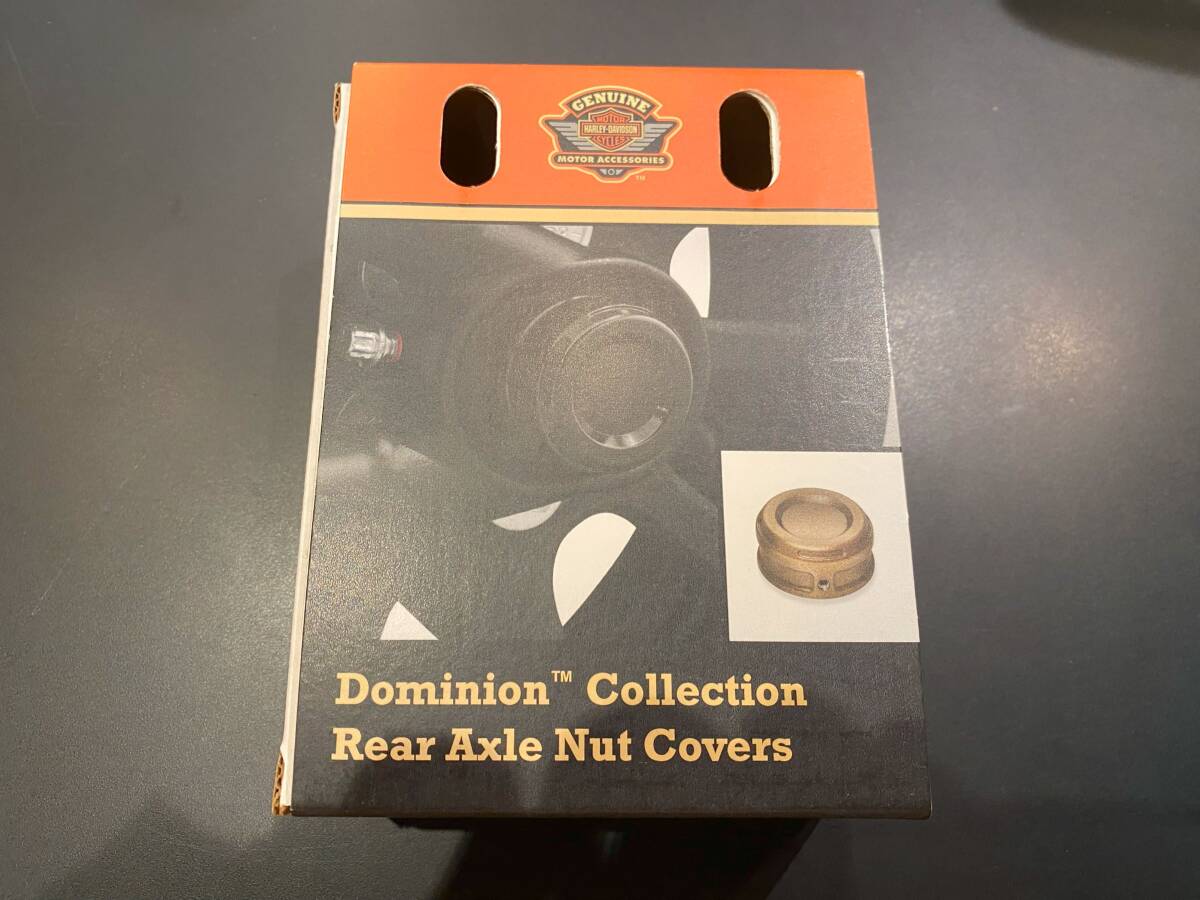 GENUINE
MOTOR
HARLEY-DAVIDSON
CYCLES
MOTOR ACCESSORIES
TM
Dominion™ Collection
Rear Axle Nut Covers